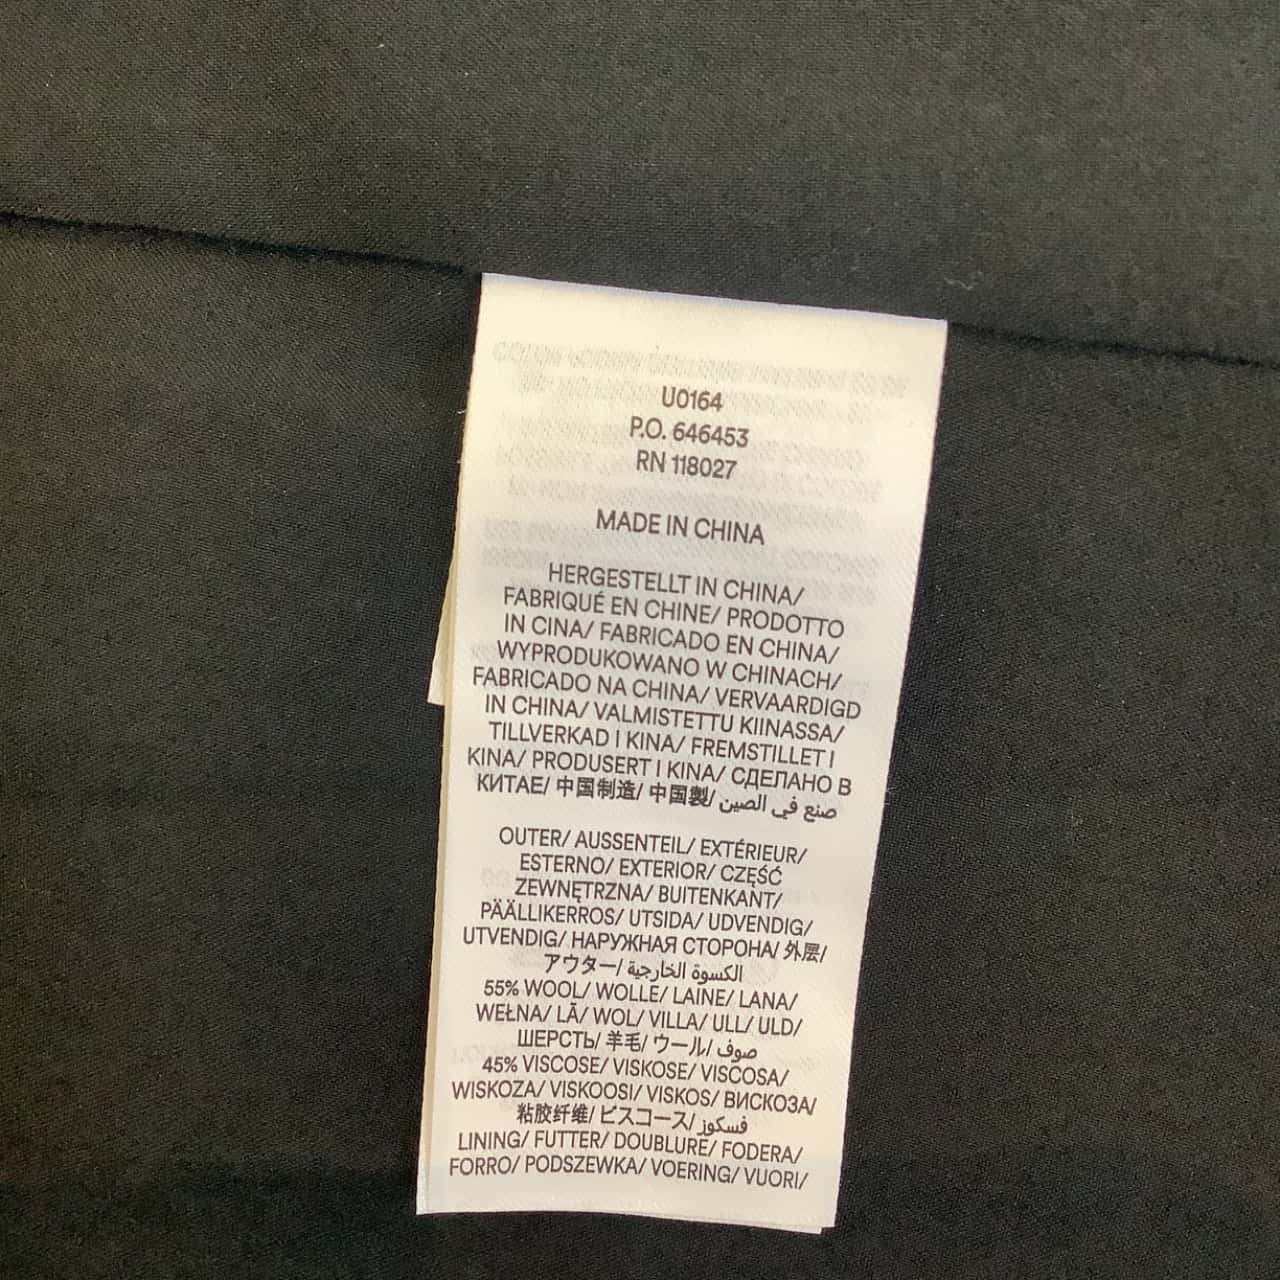 U0164
P.O. 646453
RN 118027
MADE IN CHINA
HERGESTELLT IN CHINA/
FABRIQUÉ EN CHINE/ PRODOTTO
IN CINA/ FABRICADO EN CHINA/
WYPRODUKOWANO W CHINACH/
FABRICADO NA CHINA/ VERVAARDIGD
IN CHINA/ VALMISTETTU KIINASSA/
TILLVERKAD I KINA/ FREMSTILLET I
KINA/ PRODUSERT I KINA/ СДЕЛАНО В
КИТАЕ/ 中国制造/ 中国製/ صنع في الصين
OUTER/ AUSSENTEIL/ EXTÉRIEUR/
ESTERNO/ EXTERIOR/ CZĘŚĆ
ZEWNĘTRZNA/ BUITENKANT/
PÄÄLLIKERROS/ UTSIDA/ UDVENDIG/
UTVENDIG/ НАРУЖНАЯ СТОРОНА/ 外层/
アウター/ الكسوة الخارجية
55% WOOL/ WOLLE/ LAINE/ LANA/
WEŁNA/ LÃ/ WOL/ VILLA/ ULL/ ULD/
ШЕРСТЬ/ 羊毛/ ウール/ صوف
45% VISCOSE/ VISKOSE/ VISCOSA/
WISKOZA/ VISKOOSI/ VISKOS/ ВИСКОЗА/
粘胶纤维/ ビスコース/ فسكوز
LINING/ FUTTER/ DOUBLURE/ FODERA/
FORRO/ PODSZEWKA/ VOERING/ VUORI/